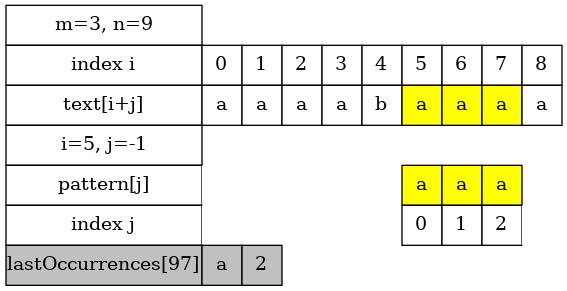 m=3, n=9
index i 0 1 2 3 4 5 6 7 8
text[i+j] a a a a b a a a a
i=5, j=-1
pattern[j] a a a
index j 0 1 2
lastOccurrences[97] a 2